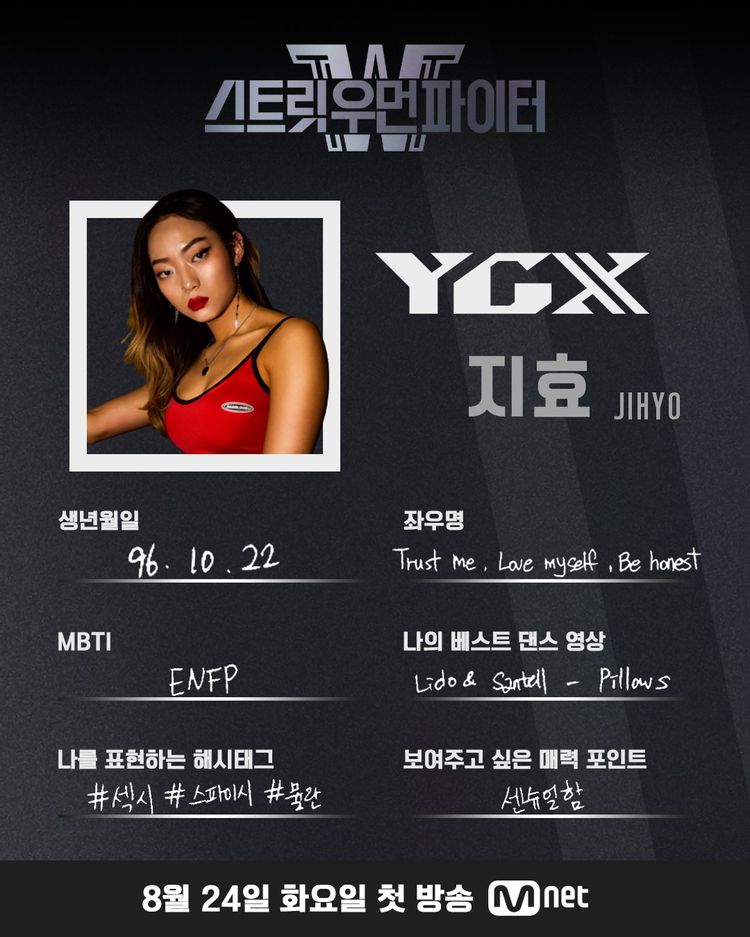 스트릿 우먼 파이터
W
YGX
지효 JIHYO
생년월일
96. 10. 22
좌우명
Trust me, Love myself, Be honest
MBTI
ENFP
나의 베스트 댄스 영상
Lido & Santell - Pillows
나를 표현하는 해시태그
#섹시 #스파이시 #뮬란
보여주고 싶은 매력 포인트
센슈얼함
8월 24일 화요일 첫 방송 Mnet